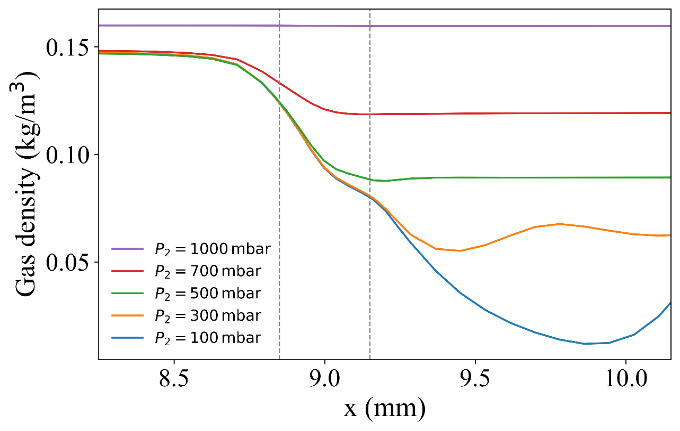 Gas density (kg/m³)
0.15
0.10
0.05
P₂ = 1000 mbar
P₂ = 700 mbar
P₂ = 500 mbar
P₂ = 300 mbar
P₂ = 100 mbar
8.5 9.0 9.5 10.0
x (mm)